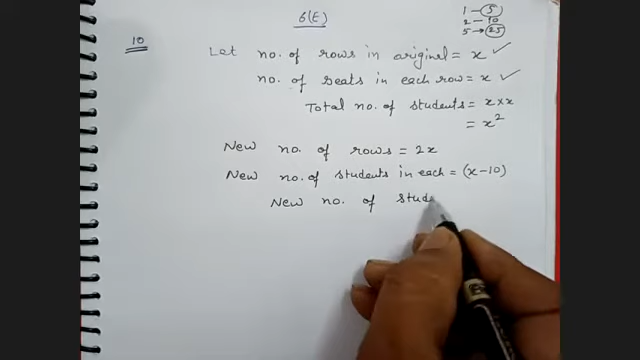 6(E)
1 — 5
2 — 10
5 → 25
10
Let no. of rows in original = x ✓
no. of seats in each row = x ✓
Total no. of students = x × x
= x²
New no. of rows = 2x
New no. of students in each = (x − 10)
New no. of stude